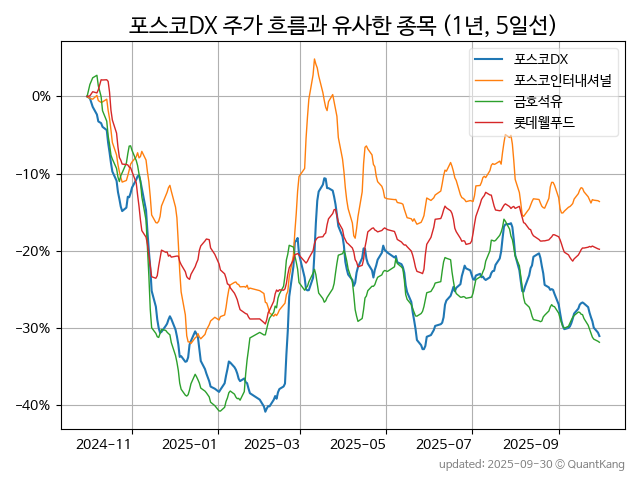 포스코DX 주가 흐름과 유사한 종목 (1년, 5일선)
포스코DX
포스코인터내셔널
금호석유
롯데웰푸드
0%
−10%
−20%
−30%
−40%
2024−11
2025−01
2025−03
2025−05
2025−07
2025−09
updated: 2025-09-30 © QuantKang